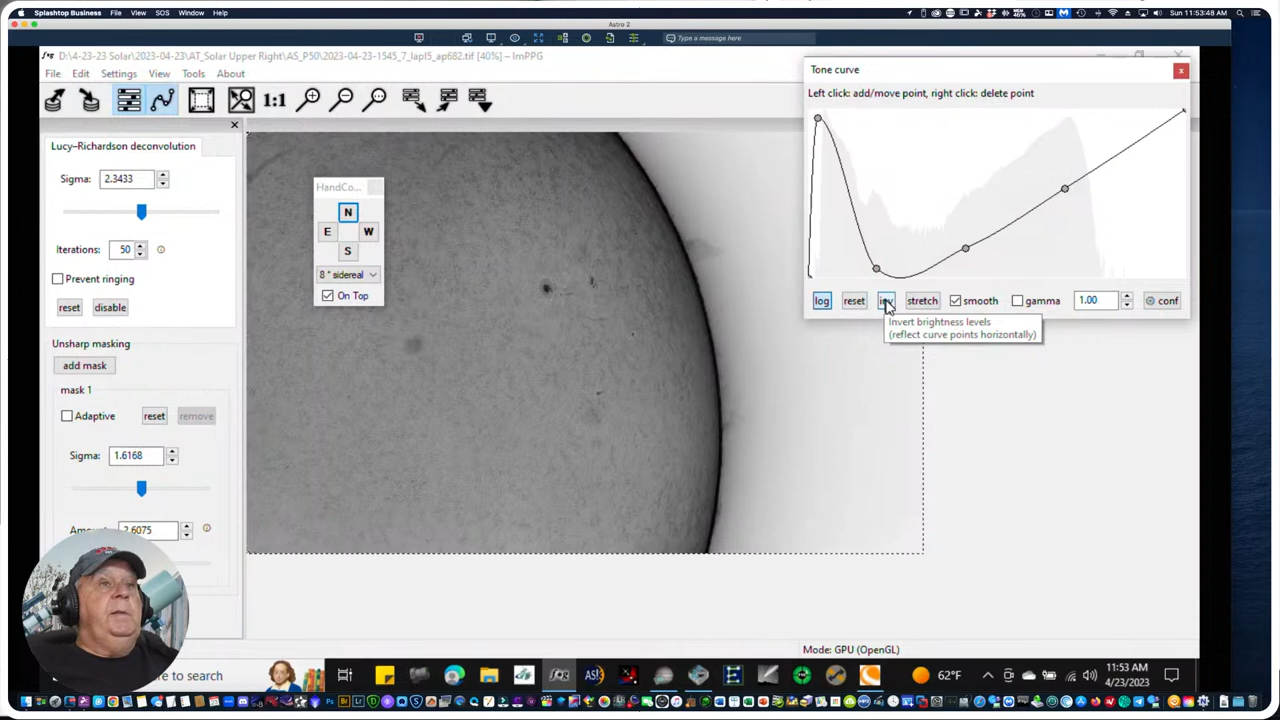 Splashtop Business File View SOS Window Help
Sun 11:53:48 AM
Astro 2
Type a message here
D:\4-23-23 Solar\2023-04-23\AT_Solar Upper Right\AS_P50\2023-04-23-1545_7_lapl5_ap682.tif [40%] - ImPPG
File Edit Settings View Tools About
1:1
Lucy–Richardson deconvolution
Sigma: 2.3433
Iterations: 50
Prevent ringing
reset disable
Unsharp masking
add mask
mask 1
Adaptive reset remove
Sigma: 1.6168
2.6075
HandCo...
N
E W
S
8 " sidereal
On Top
Tone curve
Left click: add/move point, right click: delete point
log reset inv stretch smooth gamma 1.00 conf
Invert brightness levels
(reflect curve points horizontally)
Mode: GPU (OpenGL)
re to search
62°F
11:53 AM
4/23/2023